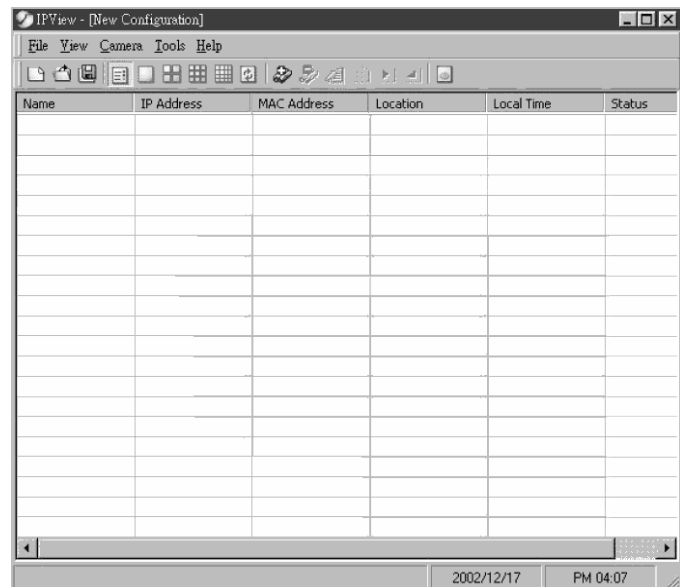 IPView - [New Configuration]
File View Camera Tools Help
Name IP Address MAC Address Location Local Time Status
2002/12/17 PM 04:07